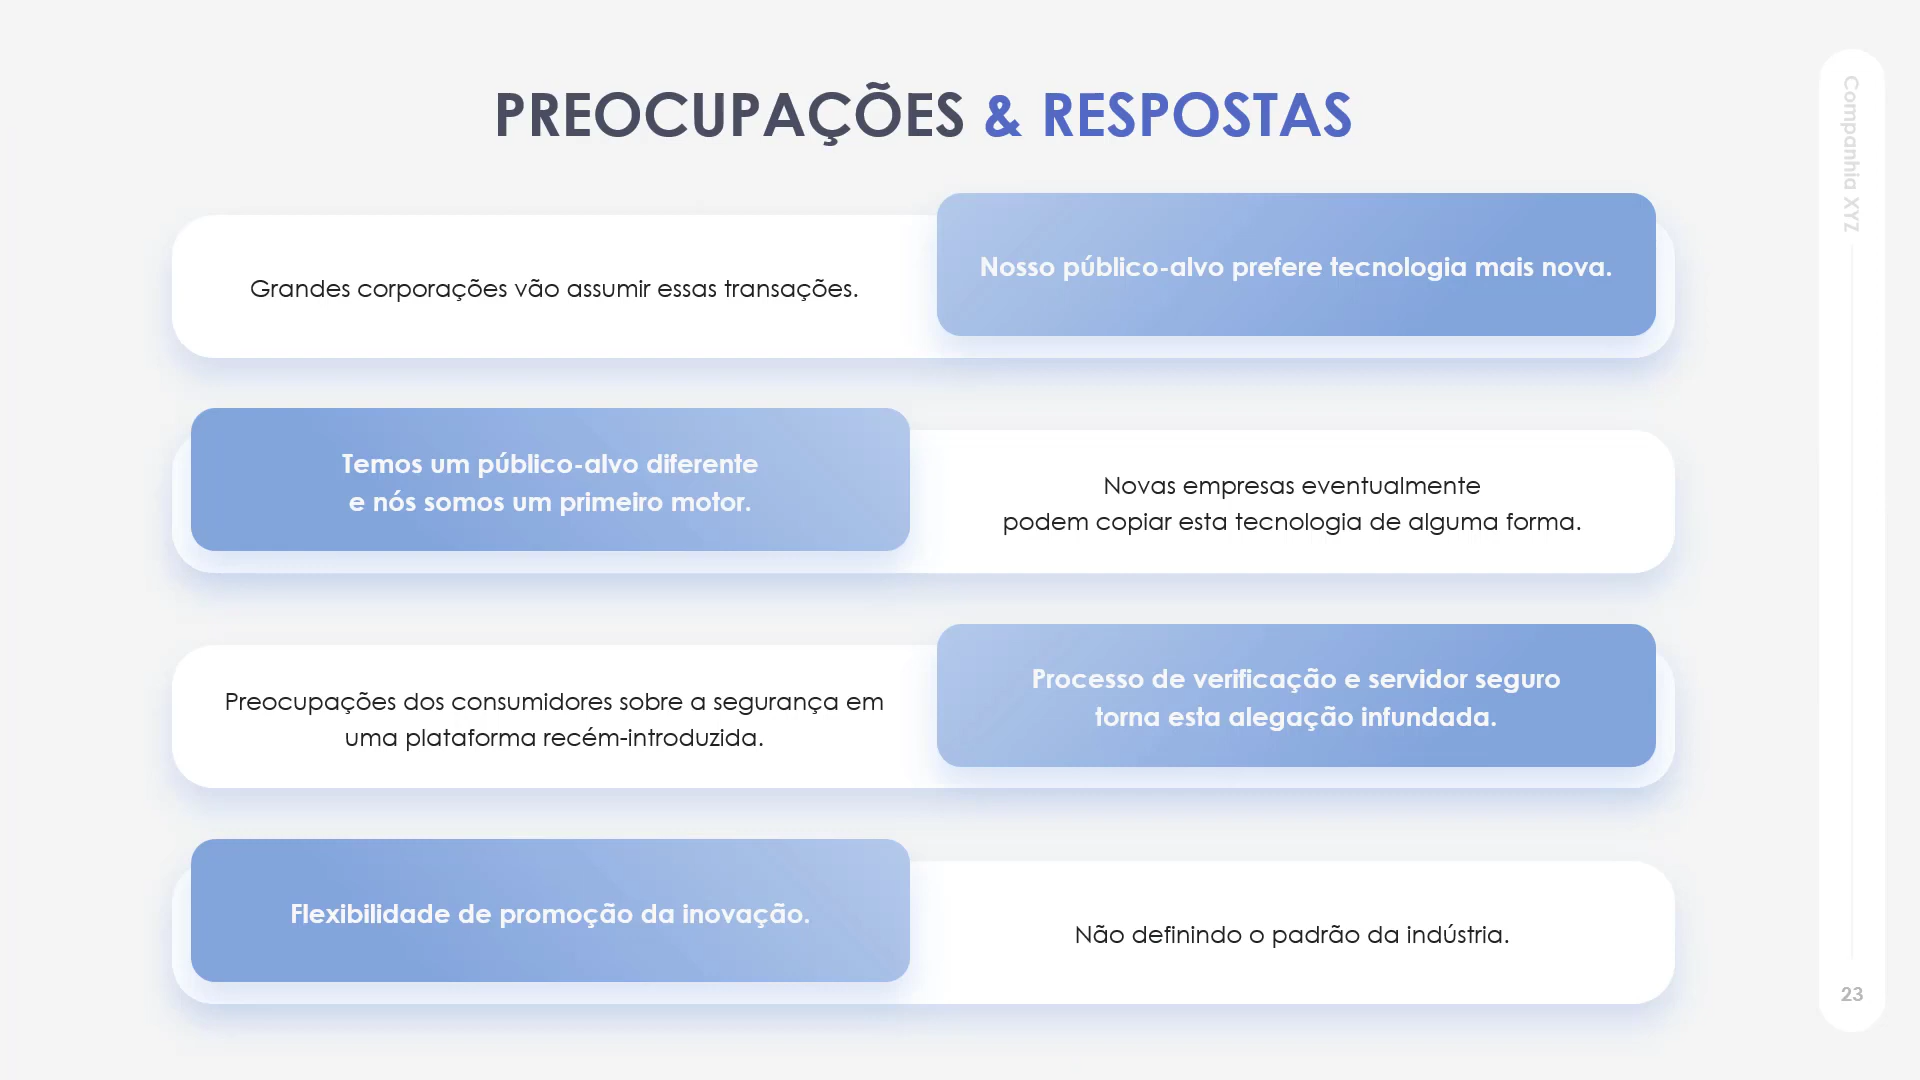 PREOCUPAÇÕES & RESPOSTAS
Grandes corporações vão assumir essas transações.
Nosso público-alvo prefere tecnologia mais nova.
Temos um público-alvo diferente
e nós somos um primeiro motor.
Novas empresas eventualmente
podem copiar esta tecnologia de alguma forma.
Preocupações dos consumidores sobre a segurança em
uma plataforma recém-introduzida.
Processo de verificação e servidor seguro
torna esta alegação infundada.
Flexibilidade de promoção da inovação.
Não definindo o padrão da indústria.
Companhia XYZ
23